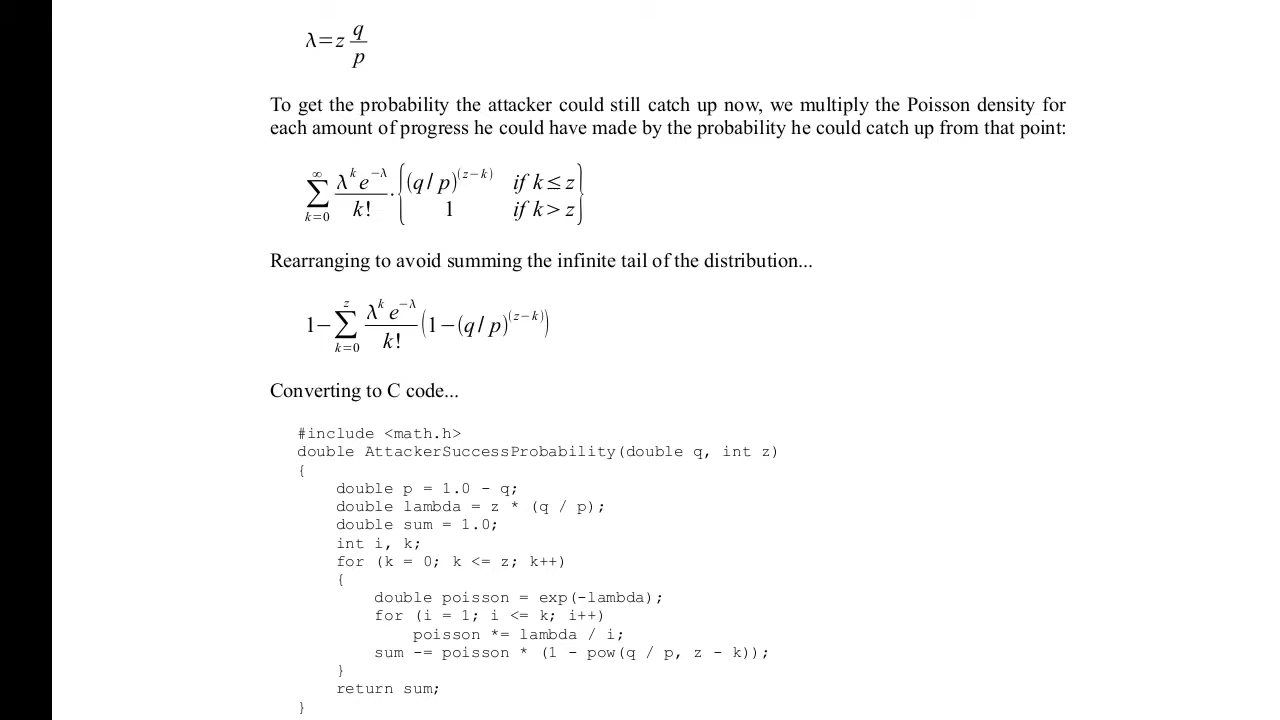 λ=z q/p
To get the probability the attacker could still catch up now, we multiply the Poisson density for
each amount of progress he could have made by the probability he could catch up from that point:
∑_{k=0}^{∞} λ^k e^{−λ}/k! ⋅ {(q/p)^{(z−k)} if k≤z
1 if k>z}
Rearranging to avoid summing the infinite tail of the distribution...
1−∑_{k=0}^{z} λ^k e^{−λ}/k! (1−(q/p)^{(z−k)})
Converting to C code...
#include <math.h>
double AttackerSuccessProbability(double q, int z)
{
    double p = 1.0 - q;
    double lambda = z * (q / p);
    double sum = 1.0;
    int i, k;
    for (k = 0; k <= z; k++)
    {
        double poisson = exp(-lambda);
        for (i = 1; i <= k; i++)
            poisson *= lambda / i;
        sum -= poisson * (1 - pow(q / p, z - k));
    }
    return sum;
}